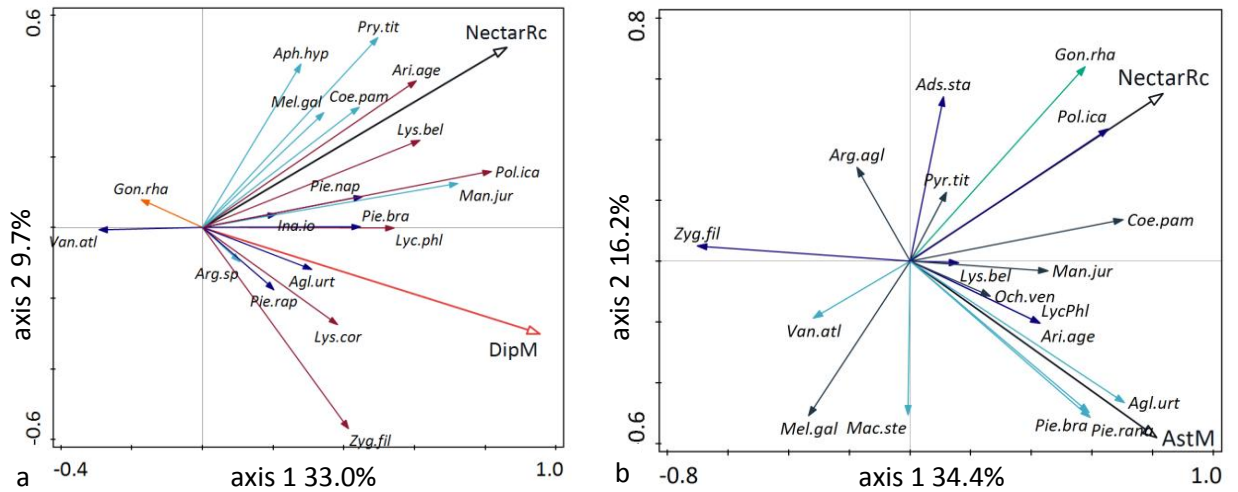 0.6
axis 2 9.7%
-0.6
Pry.tit
NectarRc
Aph.hyp
Ari.age
Mel.gal
Coe.pam
Lys.bel
Pol.ica
Gon.rha
Pie.nap
Man.jur
Van.atl
Ina.io
Pie.bra
Lyc.phl
Arg.sp
Agl.urt
Pie.rap
Lys.cor
DipM
Zyg.fil
a
-0.4
axis 1 33.0%
1.0
0.8
axis 2 16.2%
-0.6
Gon.rha
NectarRc
Ads.sta
Pol.ica
Arg.agl
Pyr.tit
Coe.pam
Zyg.fil
Lys.bel
Man.jur
Och.ven
LycPhl
Van.atl
Ari.age
Agl.urt
Mel.gal
Mac.ste
Pie.bra
AstM
b
-0.8
axis 1 34.4%
1.0